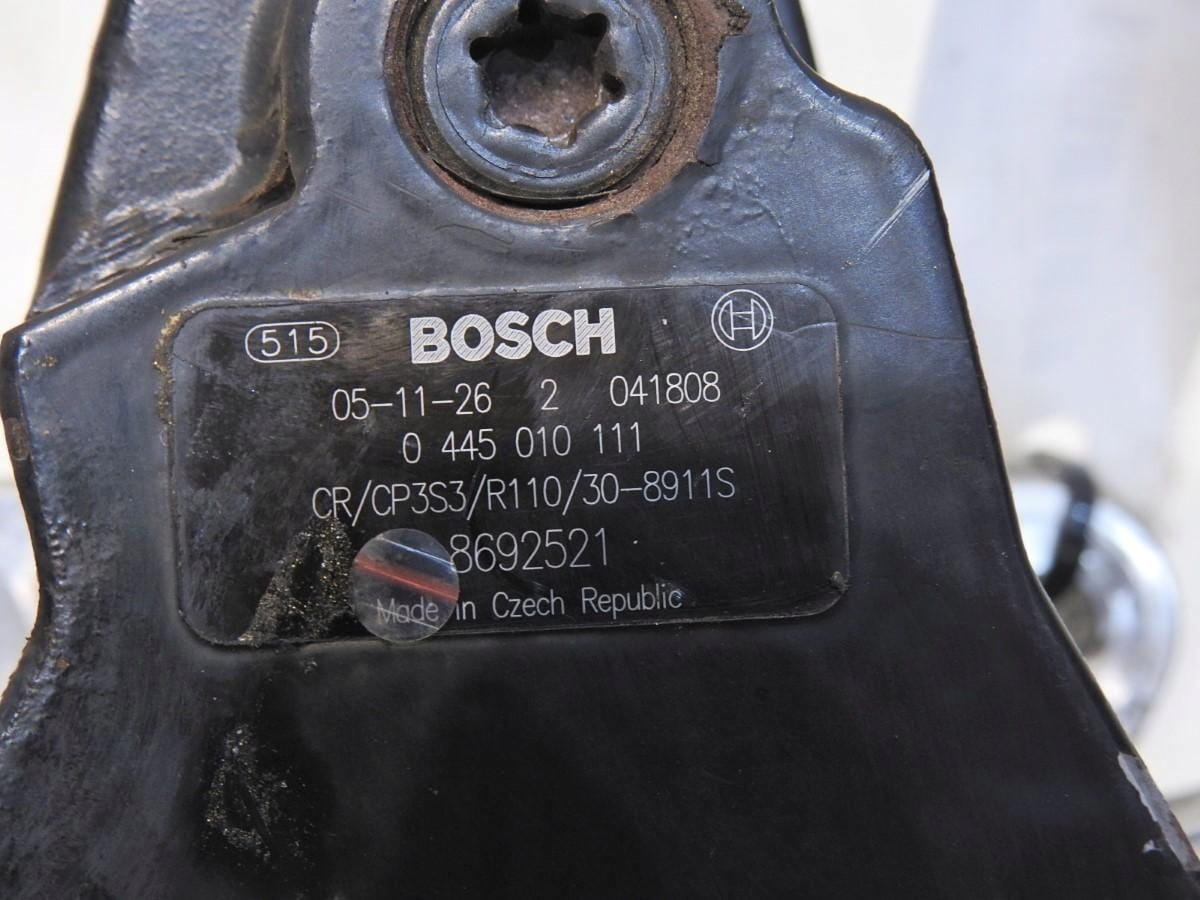 515 BOSCH
05-11-26 2 041808
0 445 010 111
CR/CP3S3/R110/30-8911S
8692521
Made in Czech Republic